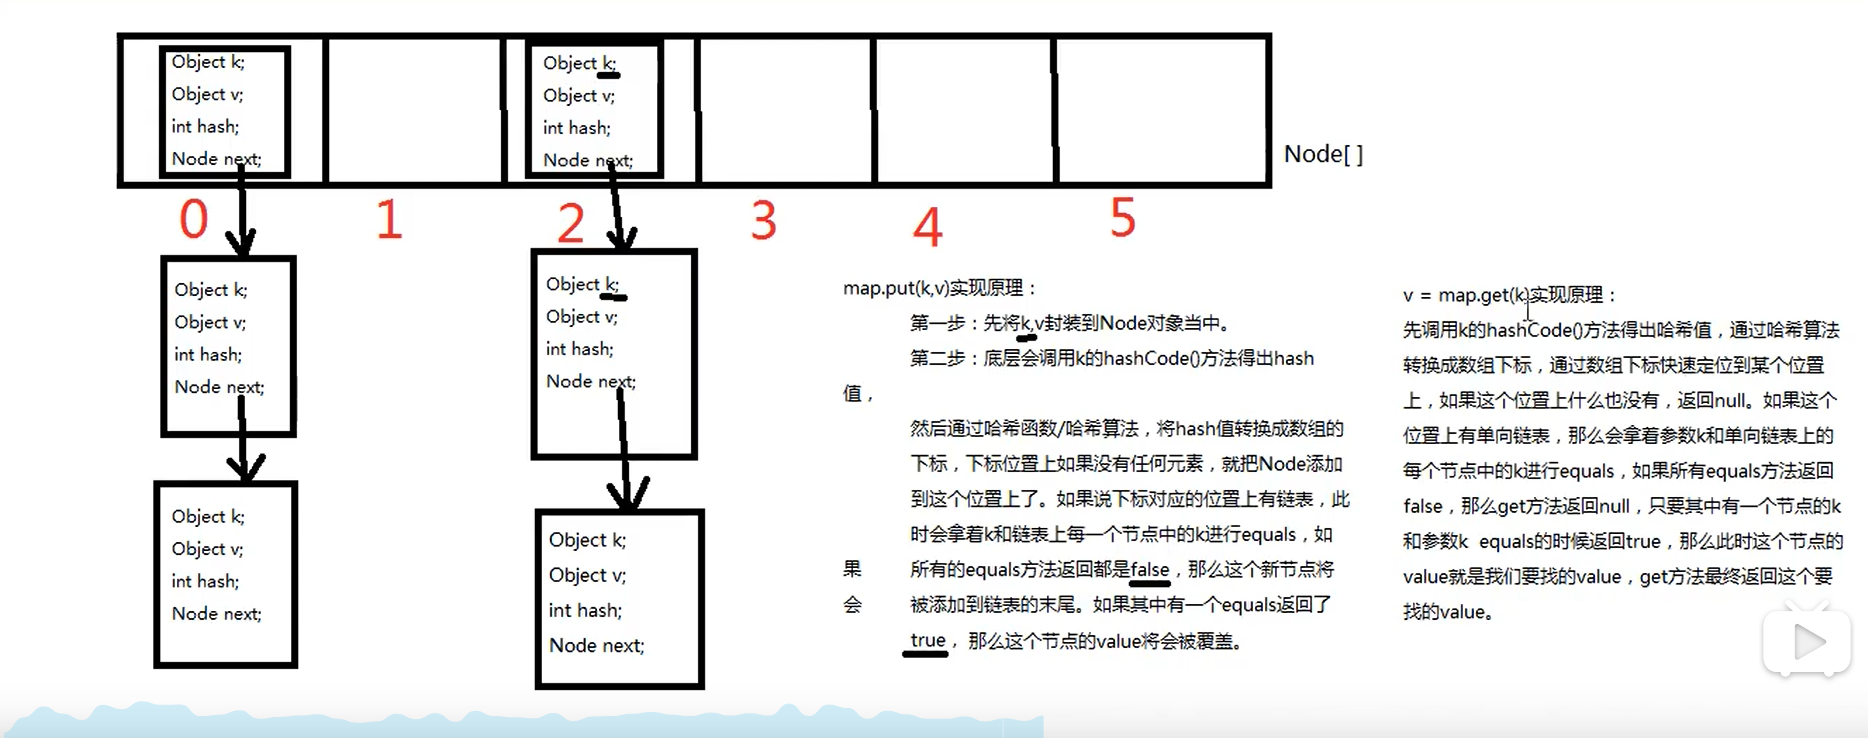 Object k;
Object v;
int hash;
Node next;
Object k;
Object v;
int hash;
Node next;
Node[ ]
0
1
2
3
4
5
Object k;
Object v;
int hash;
Node next;
Object k;
Object v;
int hash;
Node next;
Object k;
Object v;
int hash;
Node next;
Object k;
Object v;
int hash;
Node next;
map.put(k,v)实现原理：
第一步：先将k,v封装到Node对象当中。
第二步：底层会调用k的hashCode()方法得出hash
值，
然后通过哈希函数/哈希算法，将hash值转换成数组的
下标，下标位置上如果没有任何元素，就把Node添加
到这个位置上了。如果说下标对应的位置上有链表，此
时会拿着k和链表上每一个节点中的k进行equals，如
果 所有的equals方法返回都是false，那么这个新节点将
会 被添加到链表的末尾。如果其中有一个equals返回了
true，那么这个节点的value将会被覆盖。
v = map.get(k)实现原理：
先调用k的hashCode()方法得出哈希值，通过哈希算法
转换成数组下标，通过数组下标快速定位到某个位置
上，如果这个位置上什么也没有，返回null。如果这个
位置上有单向链表，那么会拿着参数k和单向链表上的
每个节点中的k进行equals，如果所有equals方法返回
false，那么get方法返回null，只要其中有一个节点的k
和参数k equals的时候返回true，那么此时这个节点的
value就是我们要找的value，get方法最终返回这个要
找的value。